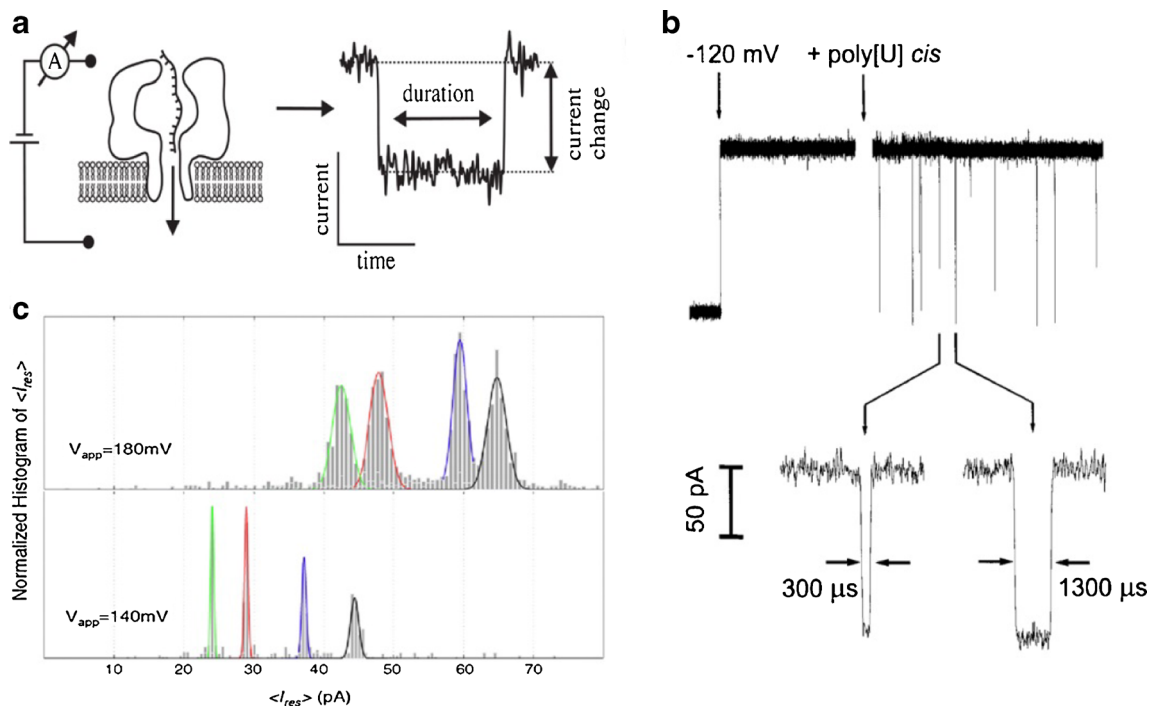 a
A
duration
current change
current
time
b
-120 mV + poly[U] cis
50 pA
300 µs
1300 µs
c
Normalized Histogram of <I_res>
V_app=180mV
V_app=140mV
10 20 30 40 50 60 70
<I_res> (pA)